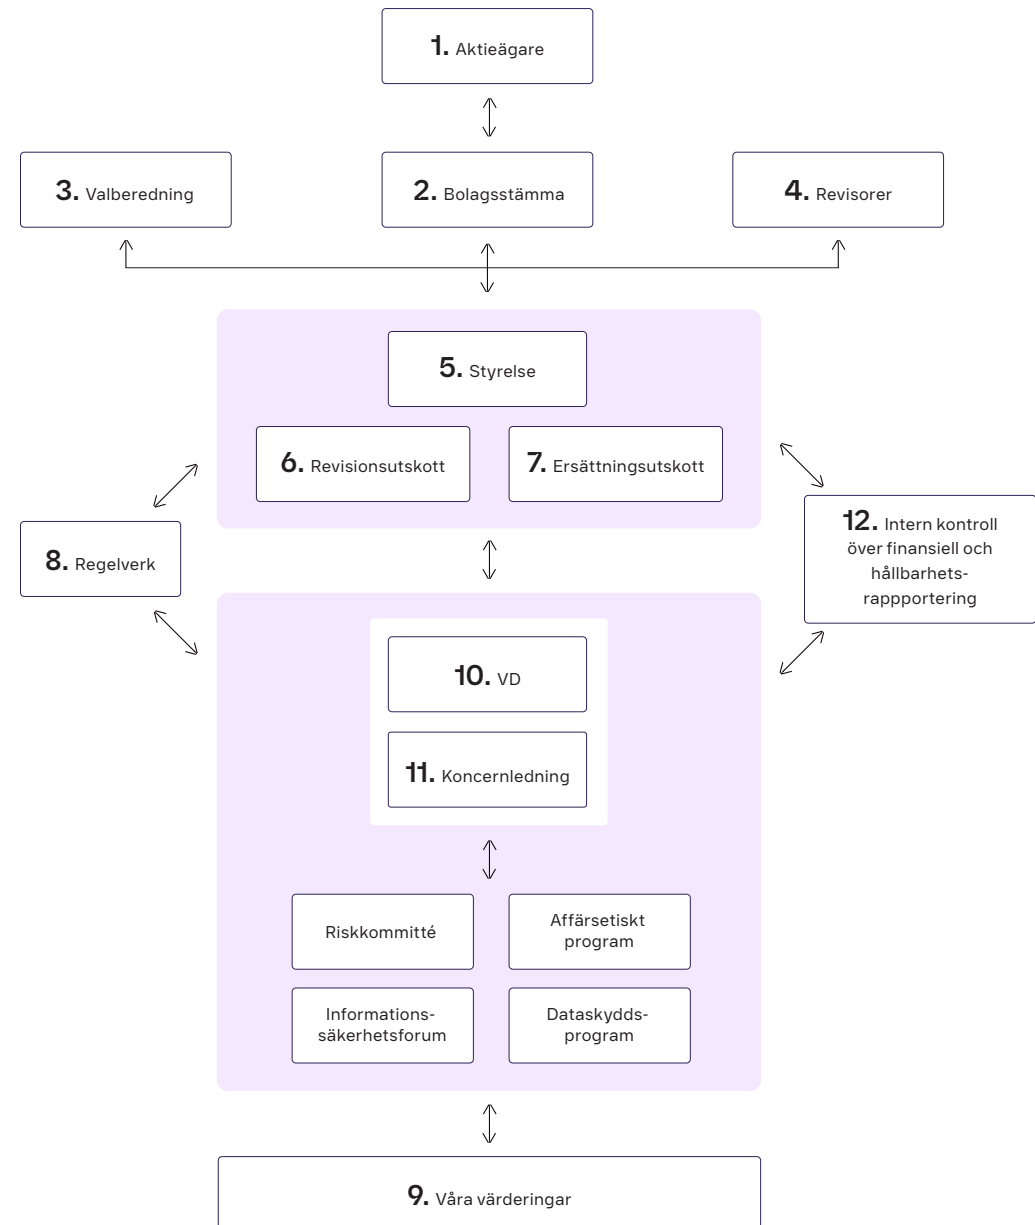 1. Aktieägare
3. Valberedning
2. Bolagsstämma
4. Revisorer
5. Styrelse
6. Revisionsutskott
7. Ersättningsutskott
8. Regelverk
12. Intern kontroll
över finansiell och
hållbarhets-
rappportering
10. VD
11. Koncernledning
Riskkommitté
Affärsetiskt
program
Informations-
säkerhetsforum
Dataskydds-
program
9. Våra värderingar